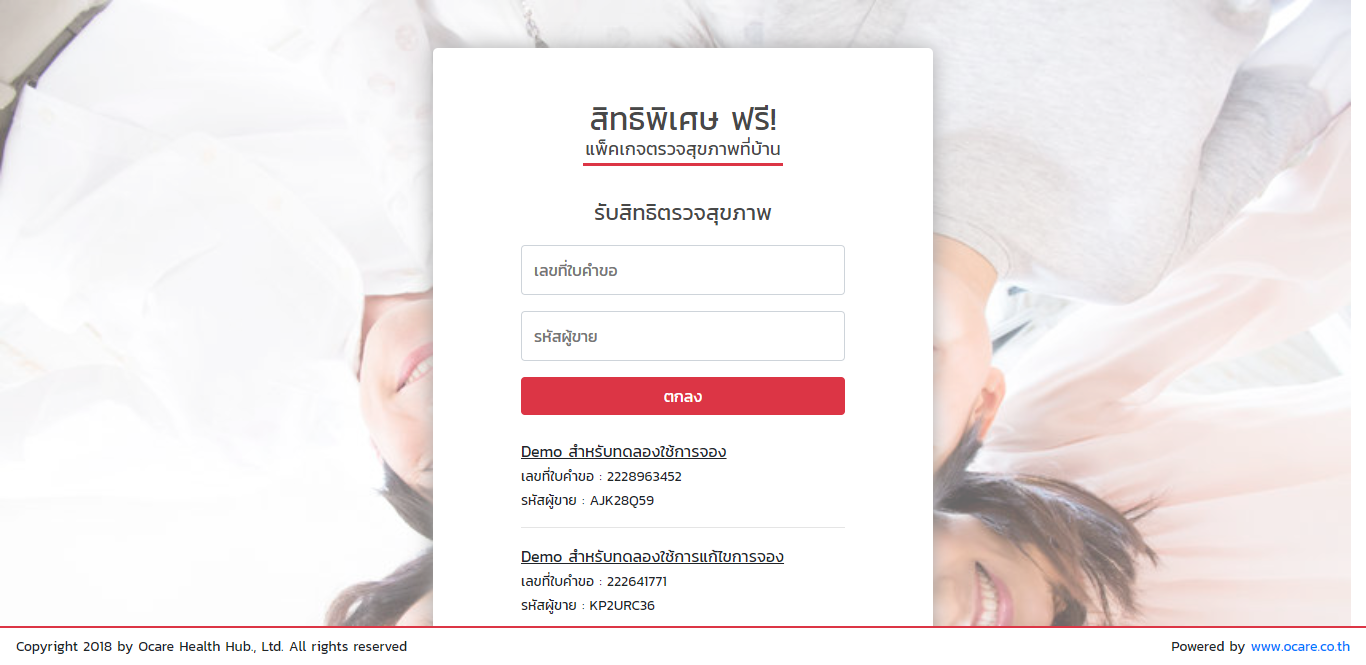 สิทธิพิเศษ ฟรี!
แพ็คเกจตรวจสุขภาพที่บ้าน
รับสิทธิตรวจสุขภาพ
เลขที่ใบคำขอ
รหัสผู้ขาย
ตกลง
Demo สำหรับทดลองใช้การจอง
เลขที่ใบคำขอ : 2228963452
รหัสผู้ขาย : AJK28Q59
Demo สำหรับทดลองใช้การแก้ไขการจอง
เลขที่ใบคำขอ : 222641771
รหัสผู้ขาย : KP2URC36
Copyright 2018 by Ocare Health Hub., Ltd. All rights reserved
Powered by www.ocare.co.th